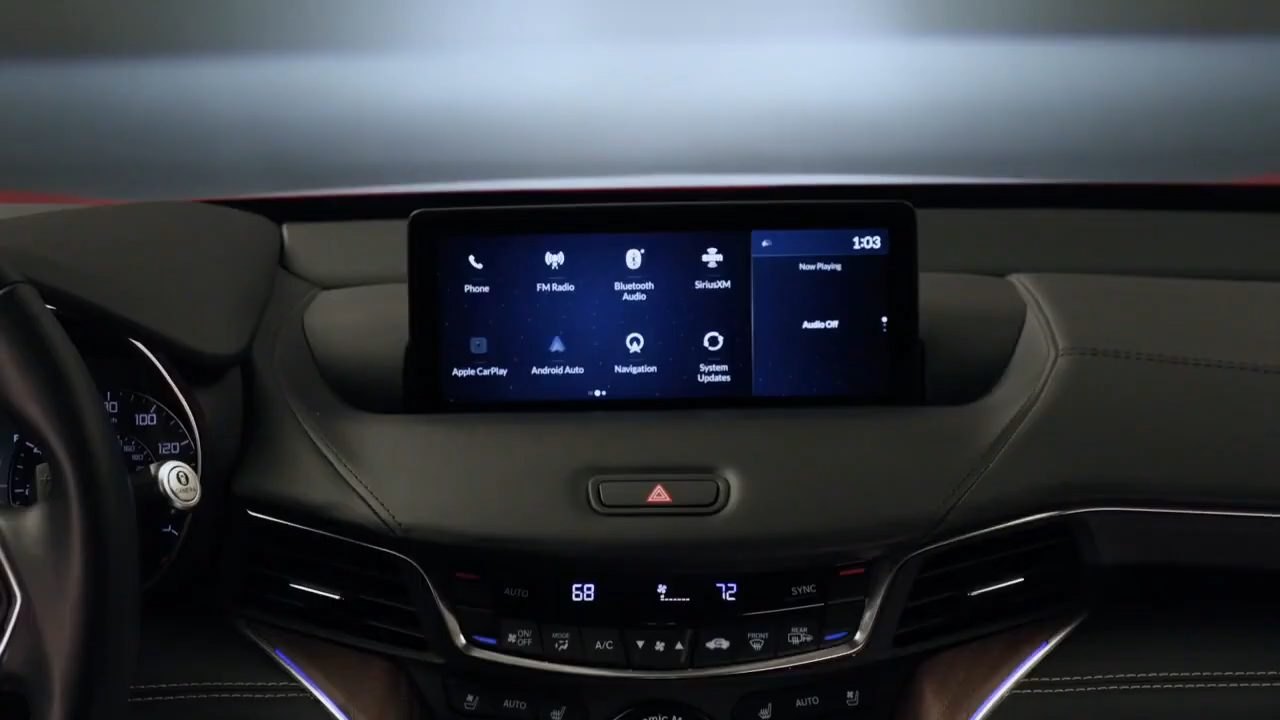 1:03
Now Playing
Phone
FM Radio
Bluetooth
Audio
SiriusXM
Audio Off
Apple CarPlay
Android Auto
Navigation
System
Updates
100
120
F
AUTO
68
72
SYNC
ON/
OFF
MODE
A/C
FRONT
REAR
AUTO
AUTO